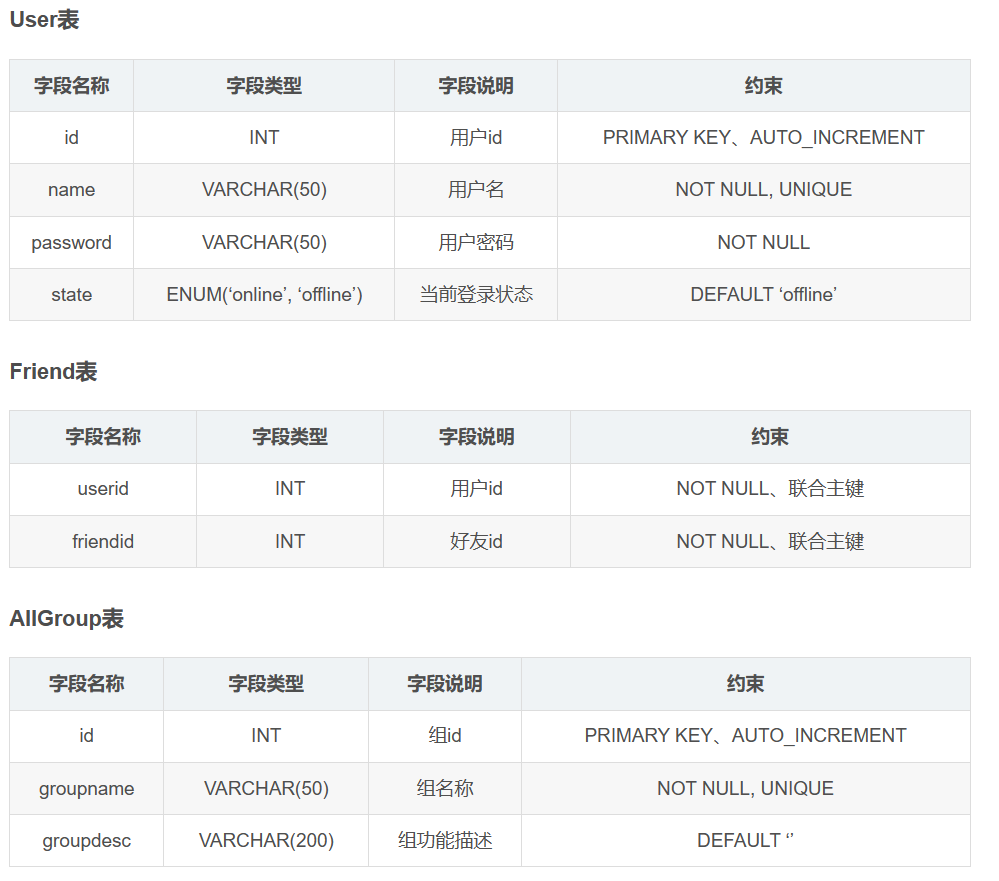 User表
字段名称 字段类型 字段说明 约束
id INT 用户id PRIMARY KEY、AUTO_INCREMENT
name VARCHAR(50) 用户名 NOT NULL, UNIQUE
password VARCHAR(50) 用户密码 NOT NULL
state ENUM(‘online’, ‘offline’) 当前登录状态 DEFAULT ‘offline’
Friend表
字段名称 字段类型 字段说明 约束
userid INT 用户id NOT NULL、联合主键
friendid INT 好友id NOT NULL、联合主键
AllGroup表
字段名称 字段类型 字段说明 约束
id INT 组id PRIMARY KEY、AUTO_INCREMENT
groupname VARCHAR(50) 组名称 NOT NULL, UNIQUE
groupdesc VARCHAR(200) 组功能描述 DEFAULT ‘’